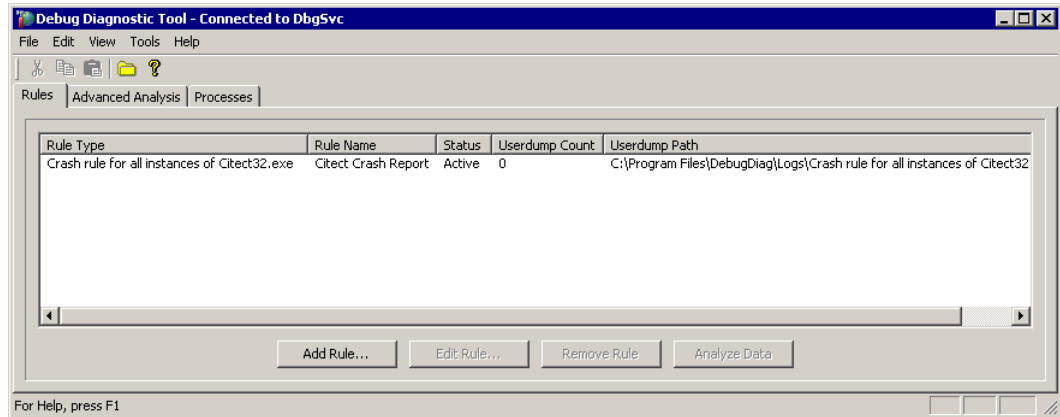 Debug Diagnostic Tool - Connected to DbgSvc
File Edit View Tools Help
Rules Advanced Analysis Processes
Rule Type Rule Name Status Userdump Count Userdump Path
Crash rule for all instances of Citect32.exe Citect Crash Report Active 0 C:\Program Files\DebugDiag\Logs\Crash rule for all instances of Citect32
Add Rule... Edit Rule... Remove Rule Analyze Data
For Help, press F1